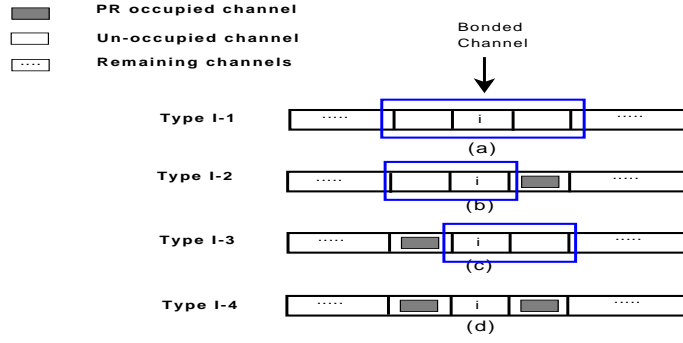 PR occupied channel
Un-occupied channel
.... Remaining channels
Bonded
Channel
Type I-1 ..... i .....
(a)
Type I-2 ..... i .....
(b)
Type I-3 ..... i .....
(c)
Type I-4 ..... i .....
(d)